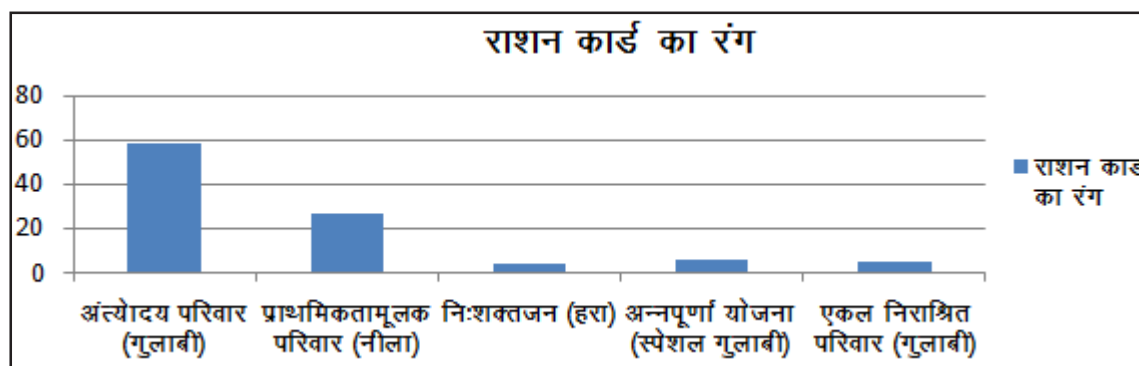 राशन कार्ड का रंग
80
60
40
20
0
अंत्योदय परिवार (गुलाबी)
प्राथमिकतामूलक परिवार (नीला)
निःशक्तजन (हरा)
अन्नपूर्णा योजना (स्पेशल गुलाबी)
एकल निराश्रित परिवार (गुलाबी)
राशन कार्ड
का रंग